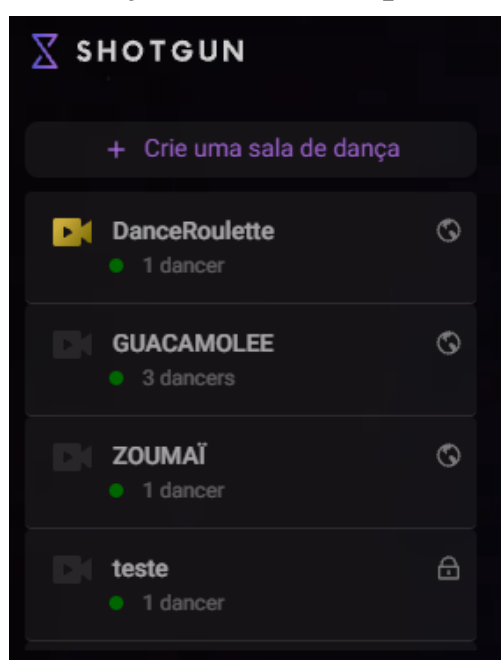 SHOTGUN
+ Crie uma sala de dança
DanceRoulette
1 dancer
GUACAMOLEE
3 dancers
ZOUMAÏ
1 dancer
teste
1 dancer